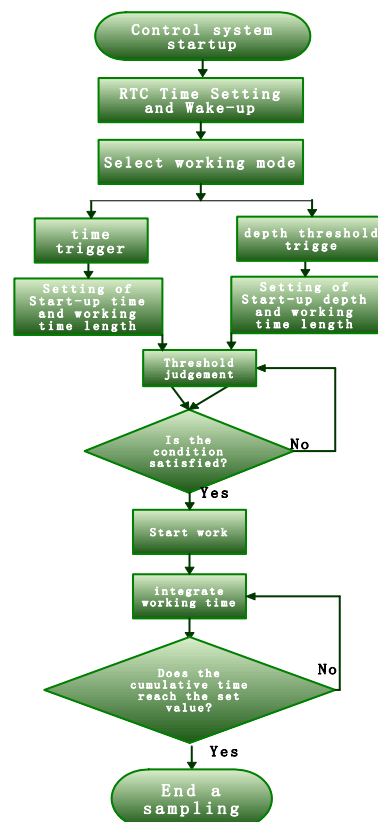 Control system
startup
RTC Time Setting
and Wake-up
Select working mode
time
trigger
depth threshold
trigge
Setting of
Start-up time
and working
time length
Setting of
Start-up depth
and working
time length
Threshold
judgement
Is the
condition
satisfied?
No
Yes
Start work
integrate
working time
Does the
cumulative time
reach the set
value?
No
Yes
End a
sampling